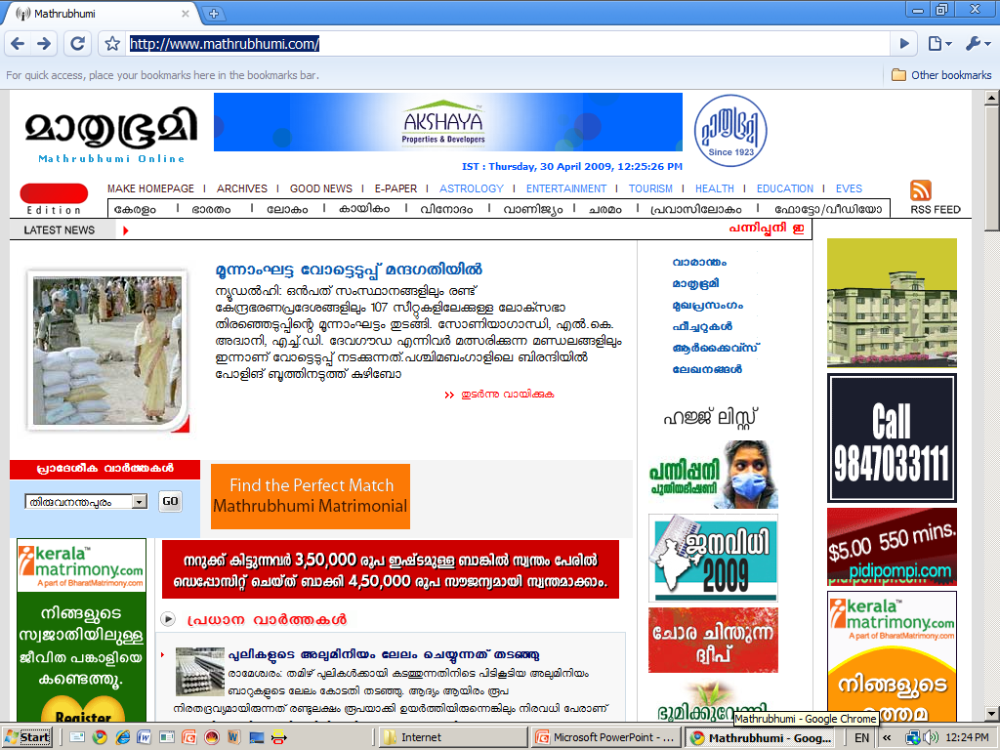 Mathrubhumi
http://www.mathrubhumi.com/
For quick access, place your bookmarks here in the bookmarks bar.
Other bookmarks
മാതൃഭൂമി
Mathrubhumi Online
AKSHAYA
Properties & Developers
മാതൃഭൂമി
Since 1923
IST : Thursday, 30 April 2009, 12:25:26 PM
MAKE HOMEPAGE | ARCHIVES | GOOD NEWS | E-PAPER | ASTROLOGY | ENTERTAINMENT | TOURISM | HEALTH | EDUCATION | EVES
Edition
കേരളം | ഭാരതം | ലോകം | കായികം | വിനോദം | വാണിജ്യം | ചരമം | പ്രവാസിലോകം | ഫോട്ടോ/വീഡിയോ
RSS FEED
LATEST NEWS
പന്നിപ്പനി ഇ
മൂന്നാംഘട്ട വോട്ടെടുപ്പ് മന്ദഗതിയില്‍
ന്യൂഡല്‍ഹി: ഒന്‍പത് സംസ്ഥാനങ്ങളിലും രണ്ട്
കേന്ദ്രഭരണപ്രദേശങ്ങളിലും 107 സീറ്റുകളിലേക്കുള്ള ലോക്‌സഭാ
തിരഞ്ഞെടുപ്പിന്റെ മൂന്നാംഘട്ടം തുടങ്ങി. സോണിയാഗാന്ധി, എല്‍.കെ.
അദ്വാനി, എച്ച്.ഡി. ദേവഗൗഡ എന്നിവര്‍ മത്സരിക്കുന്ന മണ്ഡലങ്ങളിലും
ഇന്നാണ് വോട്ടെടുപ്പ് നടക്കുന്നത്.പശ്ചിമബംഗാളിലെ ബിരന്ദിയില്‍
പോളിങ് ബൂത്തിനടുത്ത് കുഴിബോ
തുടര്‍ന്നു വായിക്കുക
വാരാന്തം
മാതൃഭൂമി
മുഖപ്രസംഗം
ഫീച്ചറുകള്‍
ആര്‍ക്കൈവ്‌സ്
ലേഖനങ്ങള്‍
ഹജ്ജ് ലിസ്റ്റ്
പന്നിപ്പനി
പുതിയഭീഷണി
ജനവിധി
2009
ചോര ചിന്തുന്ന
ദ്വീപ്
ഭൂമിക്കുവേണ്ടി
Call
9847033111
$5.00 550 mins.
pidipompi.com
kerala
matrimony.com
A part of BharatMatrimony.com
നിങ്ങളുടെ
പ്രാദേശിക വാര്‍ത്തകള്‍
തിരുവനന്തപുരം
GO
Find the Perfect Match
Mathrubhumi Matrimonial
kerala
matrimony.com
A part of BharatMatrimony.com
നിങ്ങളുടെ
സ്വജാതിയിലുള്ള
ജീവിത പങ്കാളിയെ
കണ്ടെത്തൂ.
Register
നറുക്ക് കിട്ടുന്നവര്‍ 3,50,000 രൂപ ഇഷ്ടമുള്ള ബാങ്കില്‍ സ്വന്തം പേരില്‍
ഡെപ്പോസിറ്റ് ചെയ്ത് ബാക്കി 4,50,000 രൂപ സൗജന്യമായി സ്വന്തമാക്കാം.
പ്രധാന വാര്‍ത്തകള്‍
പുലികളുടെ അലുമിനിയം ലേലം ചെയ്യുന്നത് തടഞ്ഞു
രാമേശ്വരം: തമിഴ് പുലികള്‍ക്കായി കടത്തുന്നതിനിടെ പിടികൂടിയ അലുമിനിയം
ബാറുകളുടെ ലേലം കോടതി തടഞ്ഞു. ആദ്യം ആയിരം രൂപ
നിരതദ്രവ്യമായിരുന്നത് രണ്ടുലക്ഷം രൂപയാക്കി ഉയര്‍ത്തിയിരുന്നെങ്കിലും നിരവധി പേരാണ്
Mathrubhumi - Google Chrome
Start
Internet
Microsoft PowerPoint - ...
Mathrubhumi - Goog...
EN
12:24 PM